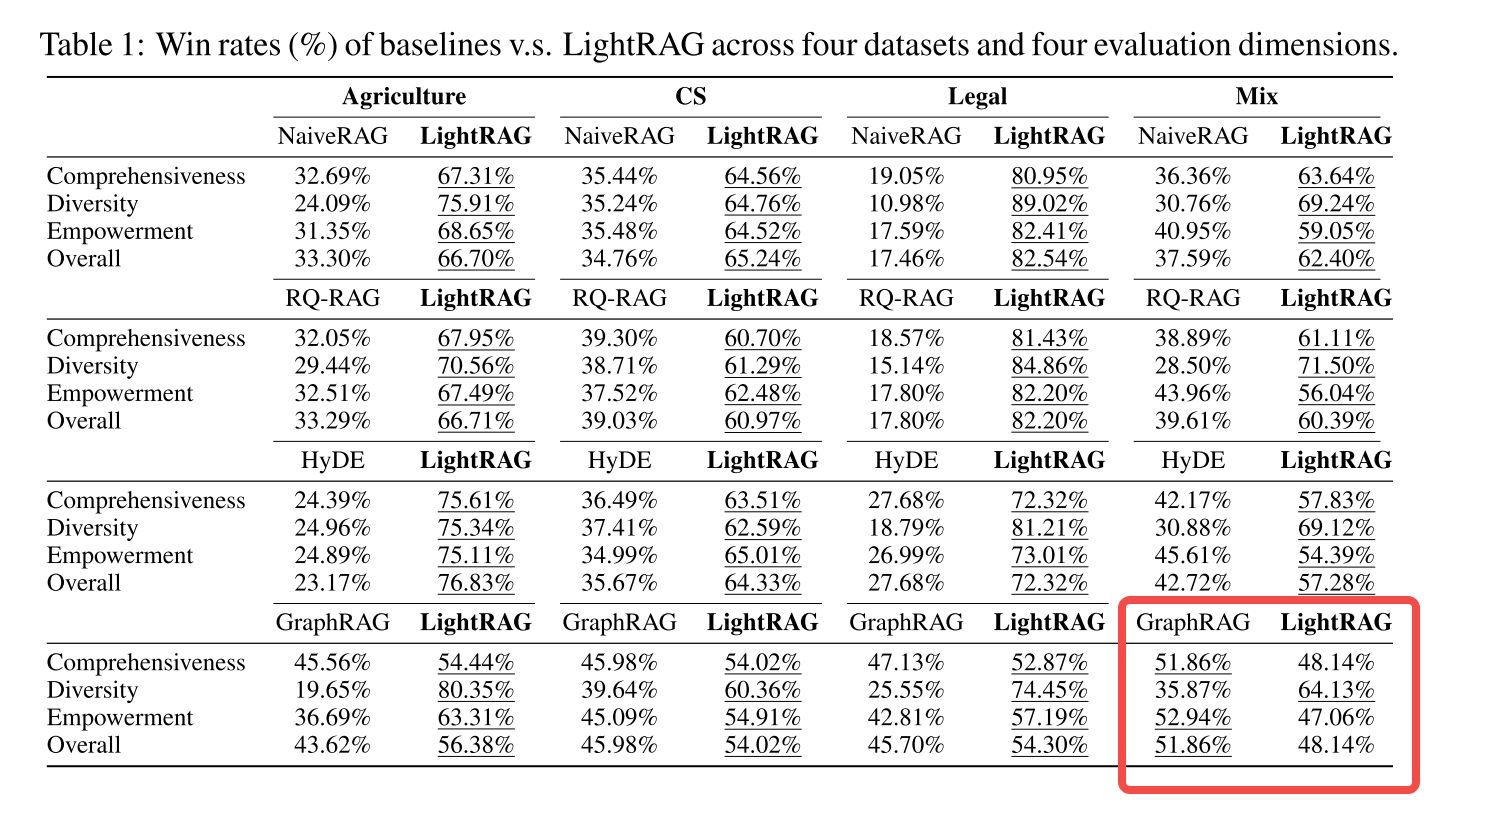 Table 1: Win rates (%) of baselines v.s. LightRAG across four datasets and four evaluation dimensions.
Agriculture CS Legal Mix
NaiveRAG LightRAG NaiveRAG LightRAG NaiveRAG LightRAG NaiveRAG LightRAG
Comprehensiveness 32.69% 67.31% 35.44% 64.56% 19.05% 80.95% 36.36% 63.64%
Diversity 24.09% 75.91% 35.24% 64.76% 10.98% 89.02% 30.76% 69.24%
Empowerment 31.35% 68.65% 35.48% 64.52% 17.59% 82.41% 40.95% 59.05%
Overall 33.30% 66.70% 34.76% 65.24% 17.46% 82.54% 37.59% 62.40%
RQ-RAG LightRAG RQ-RAG LightRAG RQ-RAG LightRAG RQ-RAG LightRAG
Comprehensiveness 32.05% 67.95% 39.30% 60.70% 18.57% 81.43% 38.89% 61.11%
Diversity 29.44% 70.56% 38.71% 61.29% 15.14% 84.86% 28.50% 71.50%
Empowerment 32.51% 67.49% 37.52% 62.48% 17.80% 82.20% 43.96% 56.04%
Overall 33.29% 66.71% 39.03% 60.97% 17.80% 82.20% 39.61% 60.39%
HyDE LightRAG HyDE LightRAG HyDE LightRAG HyDE LightRAG
Comprehensiveness 24.39% 75.61% 36.49% 63.51% 27.68% 72.32% 42.17% 57.83%
Diversity 24.96% 75.34% 37.41% 62.59% 18.79% 81.21% 30.88% 69.12%
Empowerment 24.89% 75.11% 34.99% 65.01% 26.99% 73.01% 45.61% 54.39%
Overall 23.17% 76.83% 35.67% 64.33% 27.68% 72.32% 42.72% 57.28%
GraphRAG LightRAG GraphRAG LightRAG GraphRAG LightRAG GraphRAG LightRAG
Comprehensiveness 45.56% 54.44% 45.98% 54.02% 47.13% 52.87% 51.86% 48.14%
Diversity 19.65% 80.35% 39.64% 60.36% 25.55% 74.45% 35.87% 64.13%
Empowerment 36.69% 63.31% 45.09% 54.91% 42.81% 57.19% 52.94% 47.06%
Overall 43.62% 56.38% 45.98% 54.02% 45.70% 54.30% 51.86% 48.14%